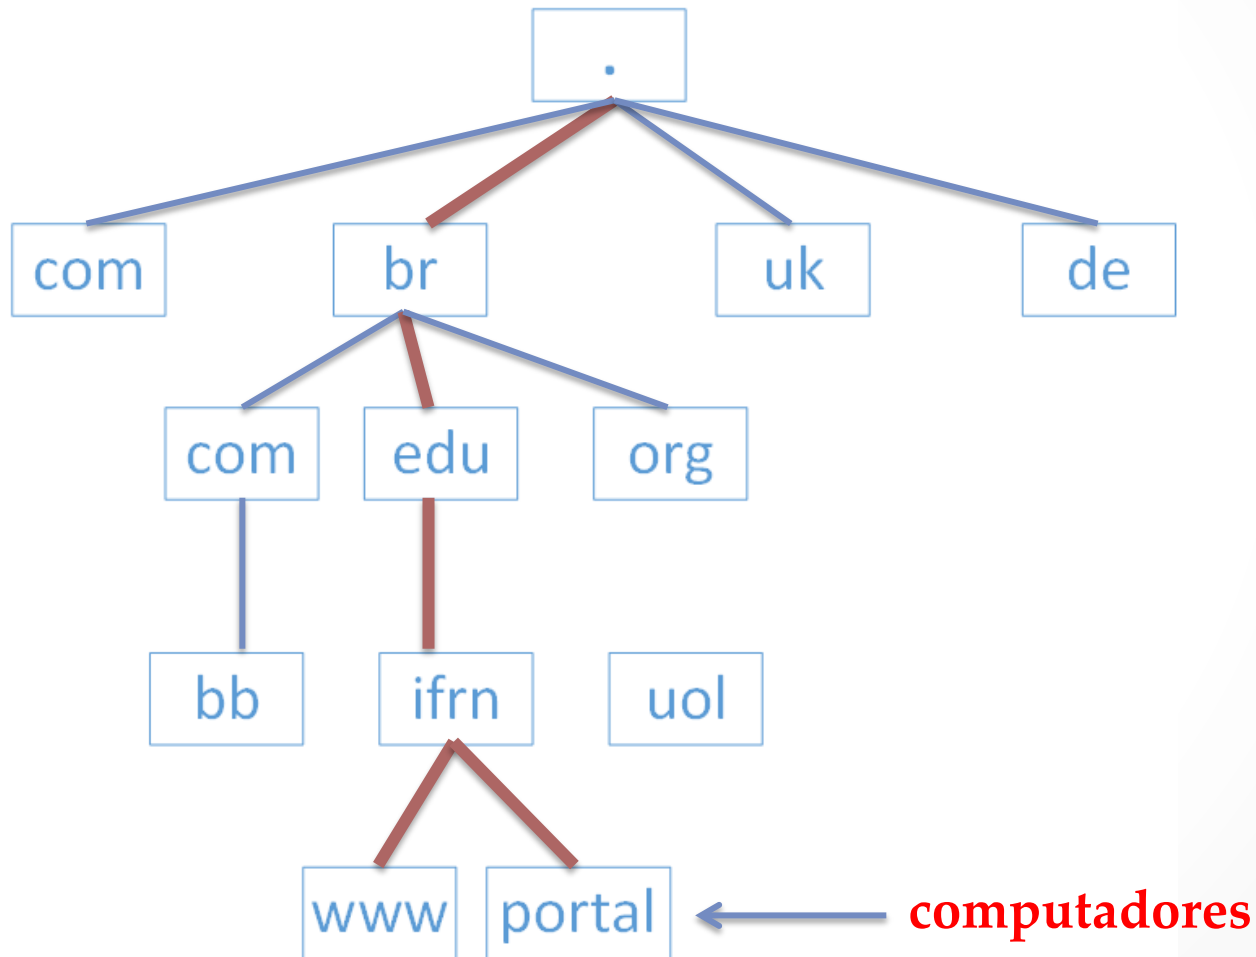 .
com br uk de
com edu org
bb ifrn uol
www portal computadores